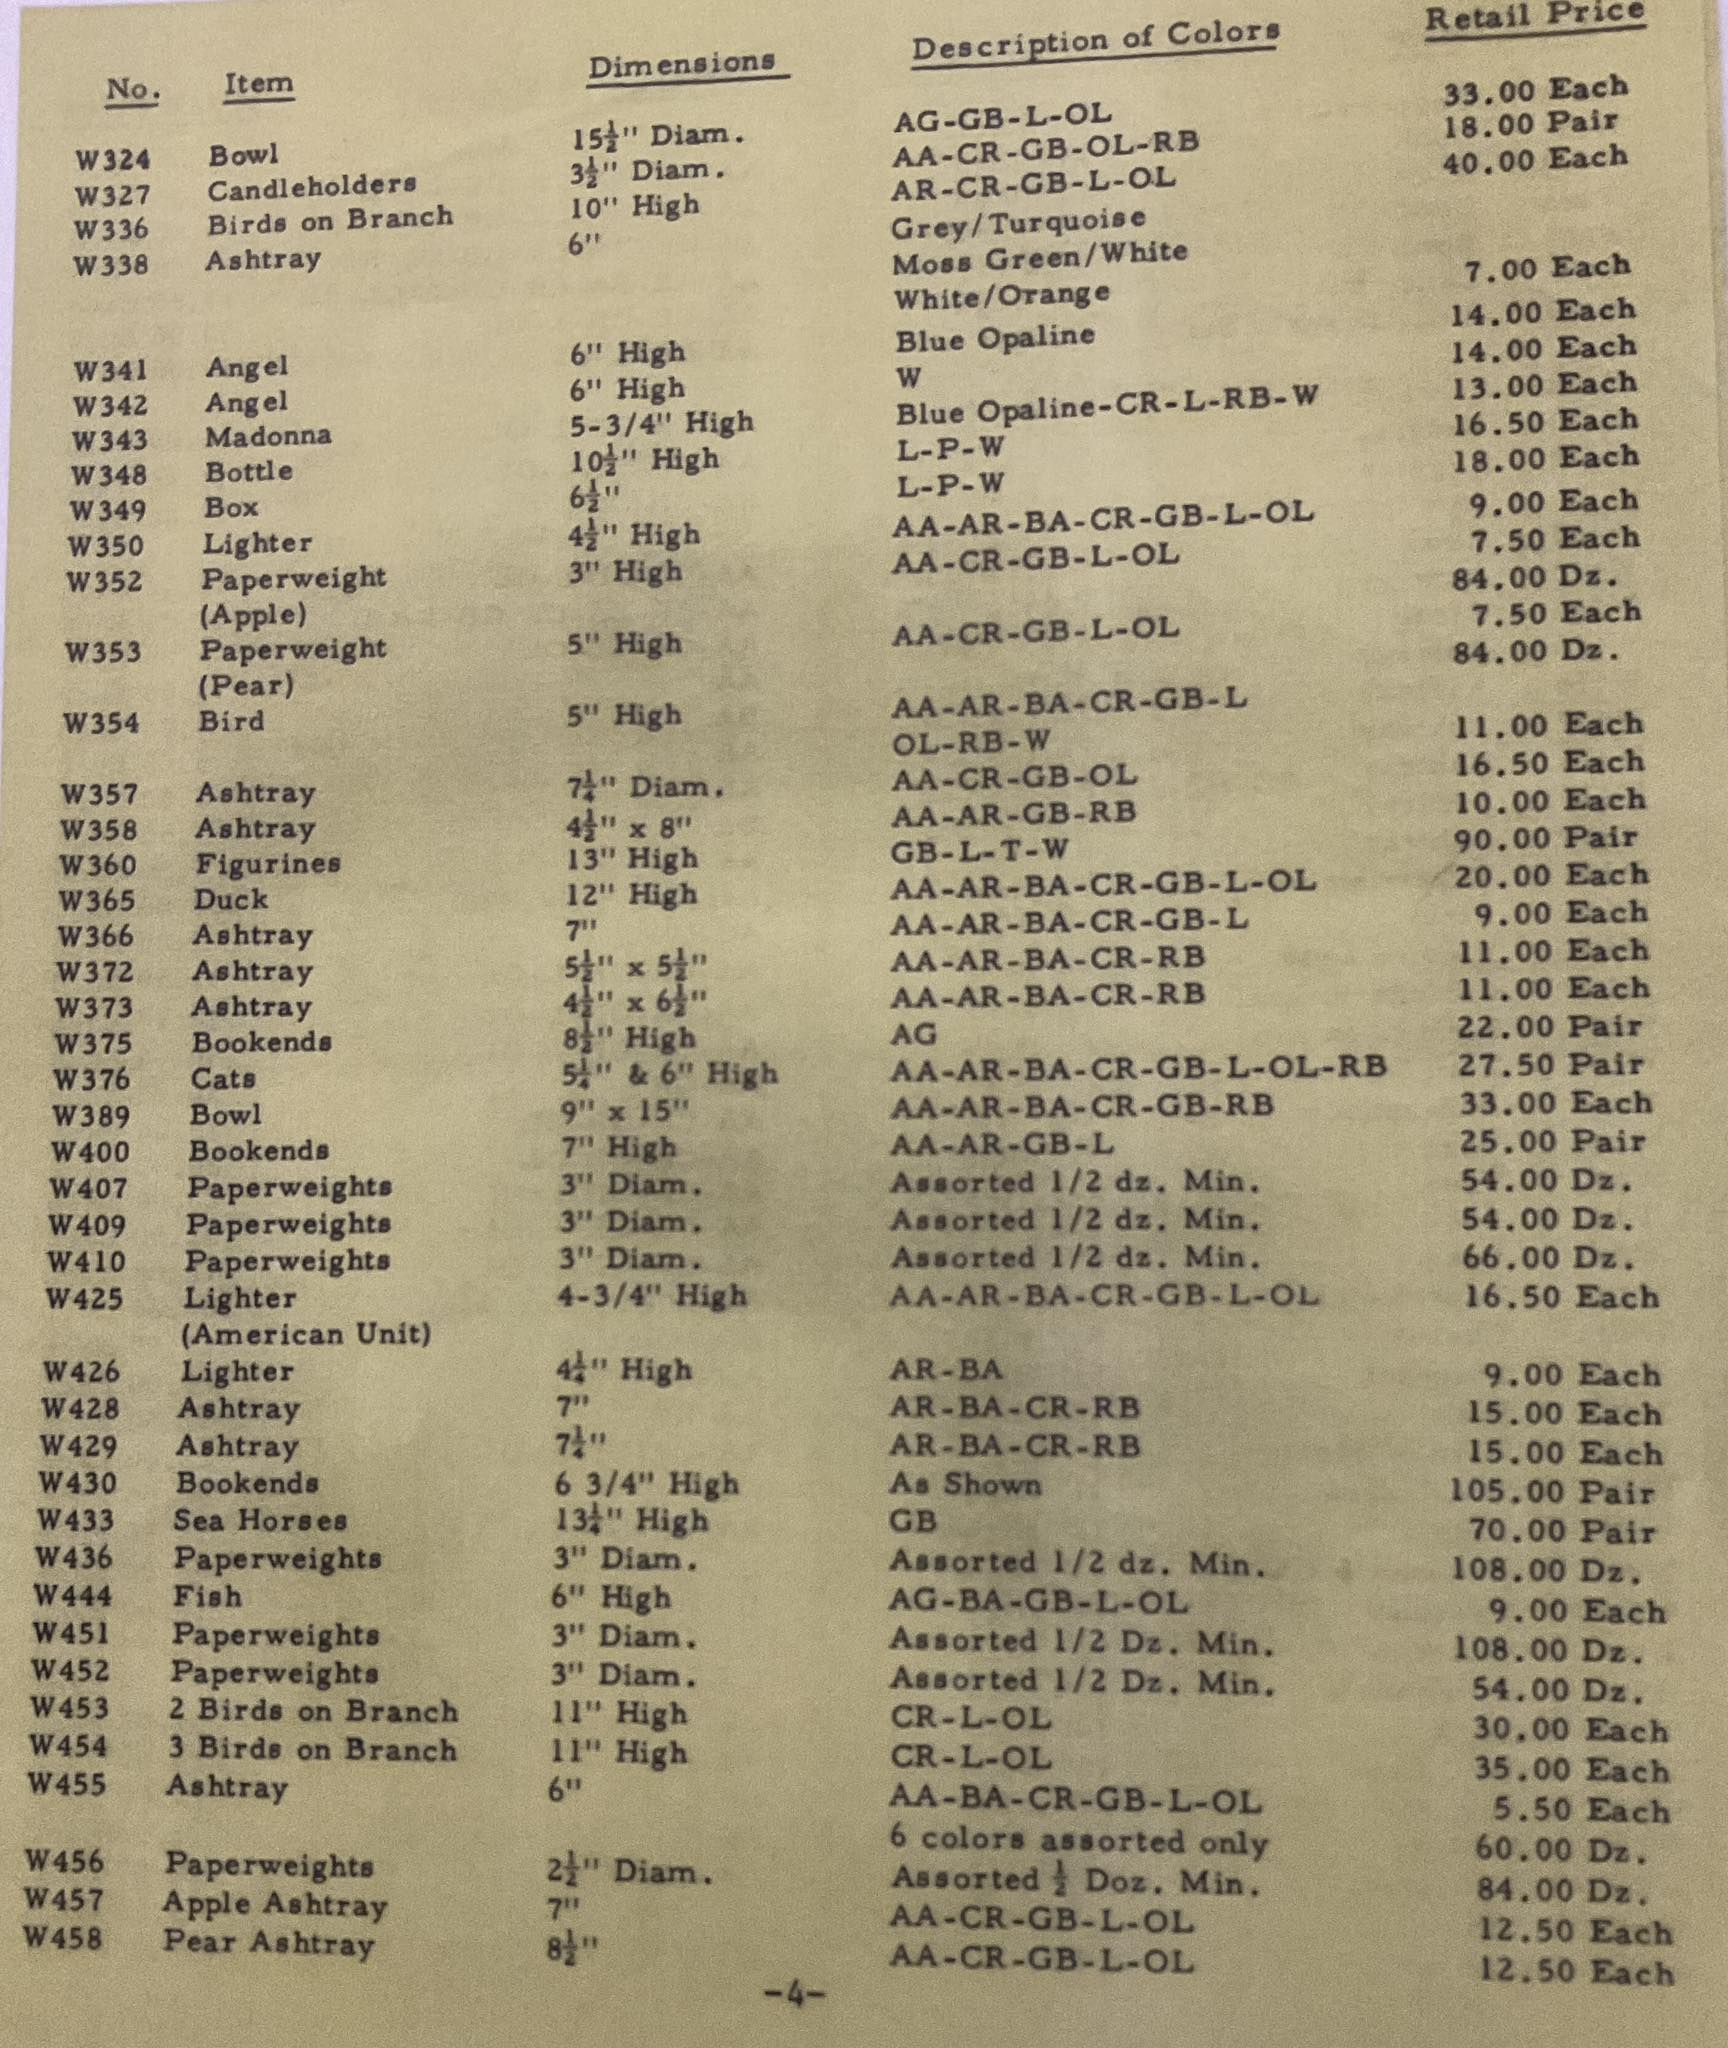 No. Item Dimensions Description of Colors Retail Price
W324 Bowl 15½" Diam. AG-GB-L-OL 33.00 Each
W327 Candleholders 3½" Diam. AA-CR-GB-OL-RB 18.00 Pair
W336 Birds on Branch 10" High AR-CR-GB-L-OL 40.00 Each
W338 Ashtray 6" Grey/Turquoise
Moss Green/White
White/Orange 7.00 Each
W341 Angel 6" High Blue Opaline 14.00 Each
W342 Angel 6" High W 14.00 Each
W343 Madonna 5-3/4" High Blue Opaline-CR-L-RB-W 13.00 Each
W348 Bottle 10½" High L-P-W 16.50 Each
W349 Box 6½" L-P-W 18.00 Each
W350 Lighter 4½" High AA-AR-BA-CR-GB-L-OL 9.00 Each
W352 Paperweight 3" High AA-CR-GB-L-OL 7.50 Each
(Apple) 84.00 Dz.
W353 Paperweight 5" High AA-CR-GB-L-OL 7.50 Each
(Pear) 84.00 Dz.
W354 Bird 5" High AA-AR-BA-CR-GB-L
OL-RB-W 11.00 Each
W357 Ashtray 7¼" Diam. AA-CR-GB-OL 16.50 Each
W358 Ashtray 4½" x 8" AA-AR-GB-RB 10.00 Each
W360 Figurines 13" High GB-L-T-W 90.00 Pair
W365 Duck 12" High AA-AR-BA-CR-GB-L-OL 20.00 Each
W366 Ashtray 7" AA-AR-BA-CR-GB-L 9.00 Each
W372 Ashtray 5½" x 5½" AA-AR-BA-CR-RB 11.00 Each
W373 Ashtray 4½" x 6½" AA-AR-BA-CR-RB 11.00 Each
W375 Bookends 8½" High AG 22.00 Pair
W376 Cats 5¼" & 6" High AA-AR-BA-CR-GB-L-OL-RB 27.50 Pair
W389 Bowl 9" x 15" AA-AR-BA-CR-GB-RB 33.00 Each
W400 Bookends 7" High AA-AR-GB-L 25.00 Pair
W407 Paperweights 3" Diam. Assorted 1/2 dz. Min. 54.00 Dz.
W409 Paperweights 3" Diam. Assorted 1/2 dz. Min. 54.00 Dz.
W410 Paperweights 3" Diam. Assorted 1/2 dz. Min. 66.00 Dz.
W425 Lighter 4-3/4" High AA-AR-BA-CR-GB-L-OL 16.50 Each
(American Unit)
W426 Lighter 4¼" High AR-BA 9.00 Each
W428 Ashtray 7" AR-BA-CR-RB 15.00 Each
W429 Ashtray 7¼" AR-BA-CR-RB 15.00 Each
W430 Bookends 6 3/4" High As Shown 105.00 Pair
W433 Sea Horses 13¼" High GB 70.00 Pair
W436 Paperweights 3" Diam. Assorted 1/2 dz. Min. 108.00 Dz.
W444 Fish 6" High AG-BA-GB-L-OL 9.00 Each
W451 Paperweights 3" Diam. Assorted 1/2 Dz. Min. 108.00 Dz.
W452 Paperweights 3" Diam. Assorted 1/2 Dz. Min. 54.00 Dz.
W453 2 Birds on Branch 11" High CR-L-OL 30.00 Each
W454 3 Birds on Branch 11" High CR-L-OL 35.00 Each
W455 Ashtray 6" AA-BA-CR-GB-L-OL 5.50 Each
6 colors assorted only 60.00 Dz.
W456 Paperweights 2½" Diam. Assorted ½ Doz. Min. 84.00 Dz.
W457 Apple Ashtray 7" AA-CR-GB-L-OL 12.50 Each
W458 Pear Ashtray 8½" AA-CR-GB-L-OL 12.50 Each
-4-